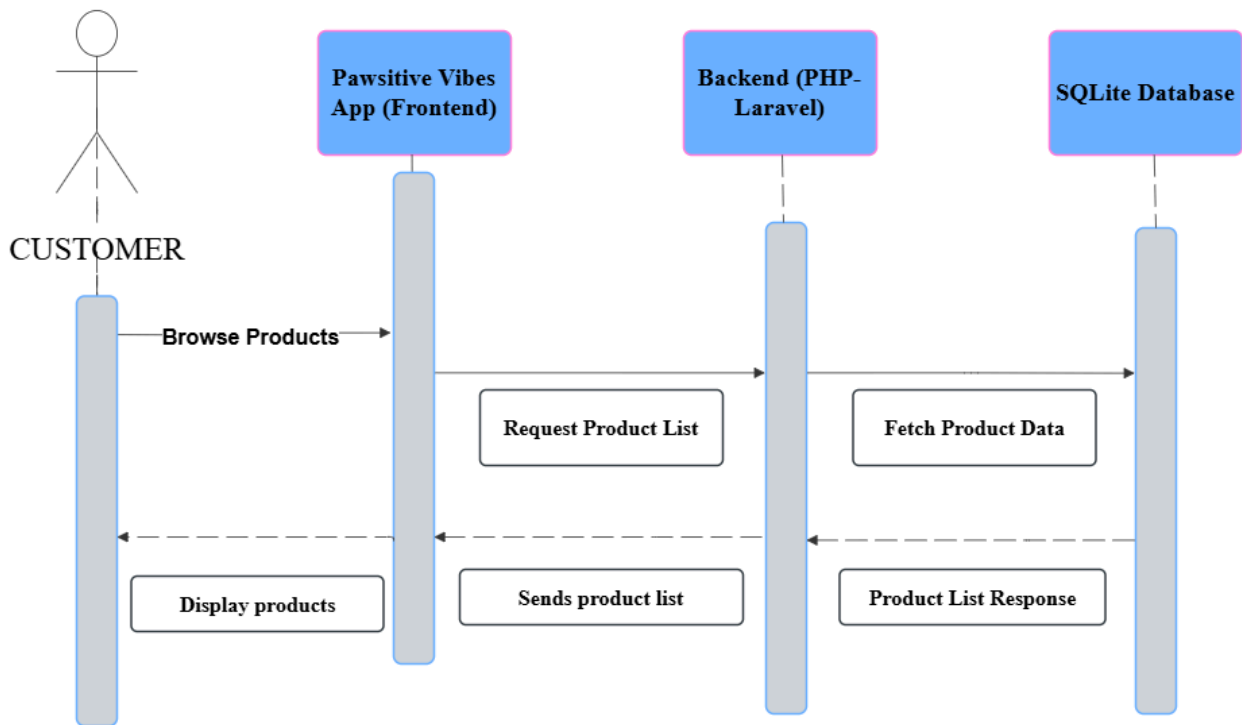 Pawsitive Vibes
App (Frontend)
Backend (PHP-
Laravel)
SQLite Database
CUSTOMER
Browse Products
Request Product List
Fetch Product Data
Display products
Sends product list
Product List Response